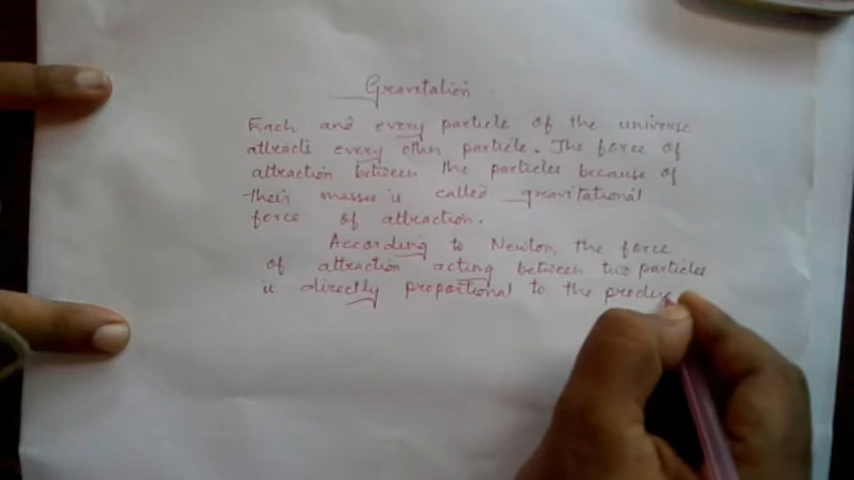 Gravitation
Each and every particle of the universe
attracts every other particle. The force of
attraction between the particles because of
their masses is called gravitational
force of attraction.
According to Newton, the force
of attraction acting between two particles
is directly proportional to the produc